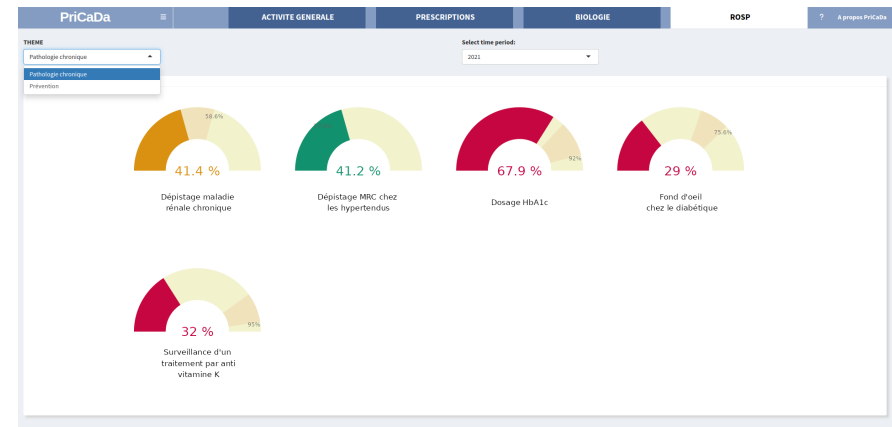 PriCaDa
ACTIVITE GENERALE
PRESCRIPTIONS
BIOLOGIE
ROSP
? A propos PriCaDa
THEME
Select time period:
Pathologie chronique
2021
Pathologie chronique
Prévention
58.6%
92%
75.6%
41.4 %
41.2 %
67.9 %
29 %
Dépistage maladie
rénale chronique
Dépistage MRC chez
les hypertendus
Dosage HbA1c
Fond d'oeil
chez le diabétique
95%
32 %
Surveillance d'un
traitement par anti
vitamine K